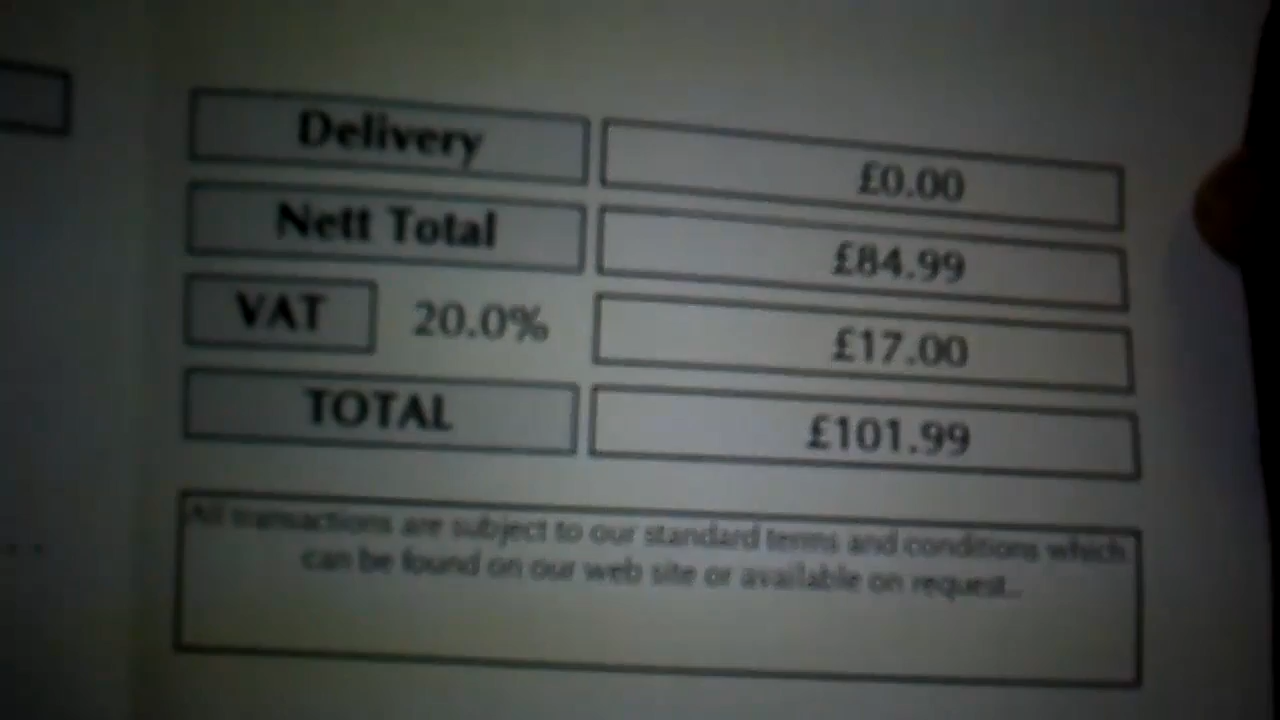 Delivery £0.00
Nett Total £84.99
VAT 20.0% £17.00
TOTAL £101.99
All transactions are subject to our standard terms and conditions which
can be found on our web site or available on request..